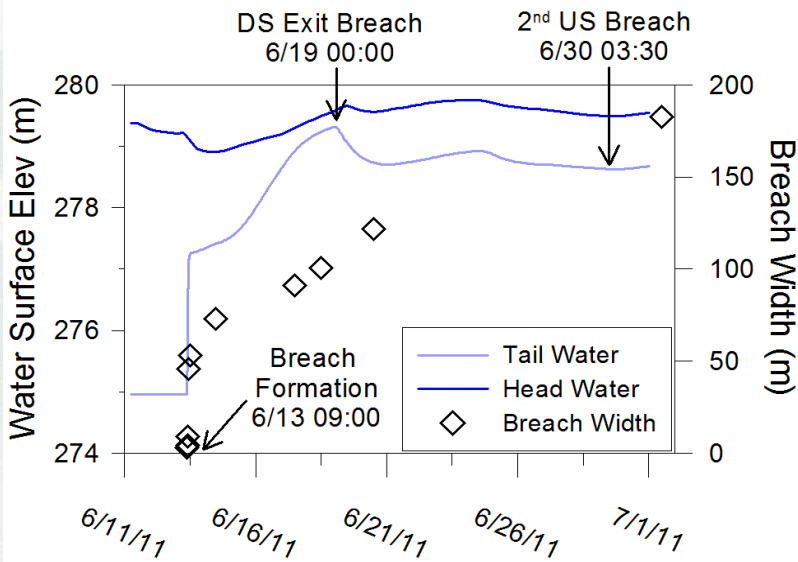 DS Exit Breach
6/19 00:00
2nd US Breach
6/30 03:30
Water Surface Elev (m)
280
278
276
274
Breach Width (m)
200
150
100
50
0
Breach
Formation
6/13 09:00
Tail Water
Head Water
Breach Width
6/11/11
6/16/11
6/21/11
6/26/11
7/1/11